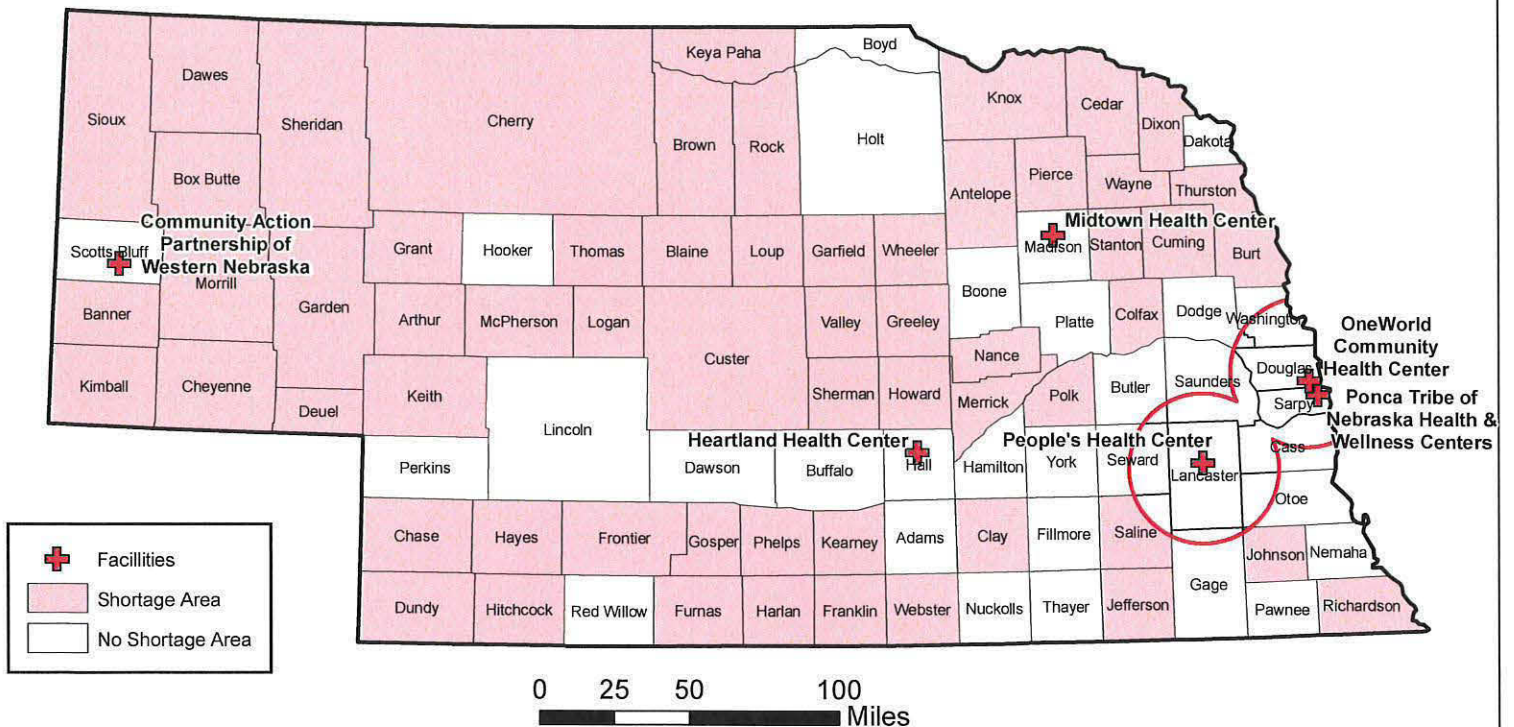 Boyd
Keya Paha
Dawes
Knox
Cedar
Sioux
Cherry
Sheridan
Dixon
Holt
Brown
Rock
Dakota
Box Butte
Pierce
Wayne
Antelope
Thurston
Community Action
Partnership of
Western Nebraska
Midtown Health Center
Scotts Bluff
Grant
Hooker
Thomas
Blaine
Loup
Garfield
Wheeler
Madison
Stanton
Cuming
Burt
Morrill
Boone
Garden
Banner
Arthur
McPherson
Logan
Valley
Greeley
Platte
Colfax
Dodge
Washington
OneWorld
Community
Health Center
Custer
Nance
Douglas
Kimball
Cheyenne
Keith
Sherman
Howard
Merrick
Polk
Butler
Saunders
Sarpy
Ponca Tribe of
Nebraska Health &
Wellness Centers
Deuel
Lincoln
Heartland Health Center
People's Health Center
Perkins
Dawson
Buffalo
Hall
Hamilton
York
Seward
Cass
Lancaster
Otoe
Chase
Hayes
Frontier
Gosper
Phelps
Kearney
Adams
Clay
Fillmore
Saline
Johnson
Nemaha
Dundy
Hitchcock
Red Willow
Furnas
Harlan
Franklin
Webster
Nuckolls
Thayer
Jefferson
Gage
Pawnee
Richardson
Facillities
Shortage Area
No Shortage Area
0 25 50 100
Miles